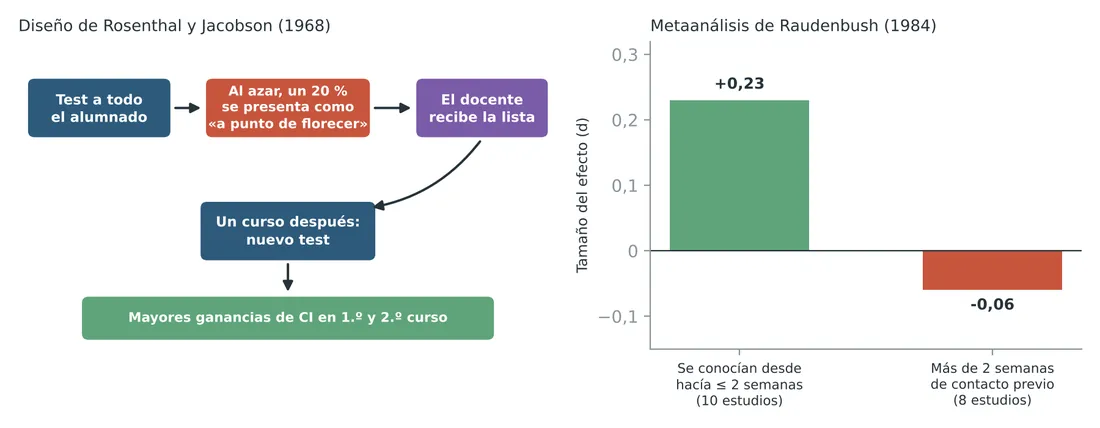 Diseño de Rosenthal y Jacobson (1968)
Test a todo
el alumnado
Al azar, un 20 %
se presenta como
«a punto de florecer»
El docente
recibe la lista
Un curso después:
nuevo test
Mayores ganancias de CI en 1.º y 2.º curso
Metaanálisis de Raudenbush (1984)
Tamaño del efecto (d)
0,3
0,2
0,1
0
−0,1
+0,23
-0,06
Se conocían desde
hacía ≤ 2 semanas
(10 estudios)
Más de 2 semanas
de contacto previo
(8 estudios)